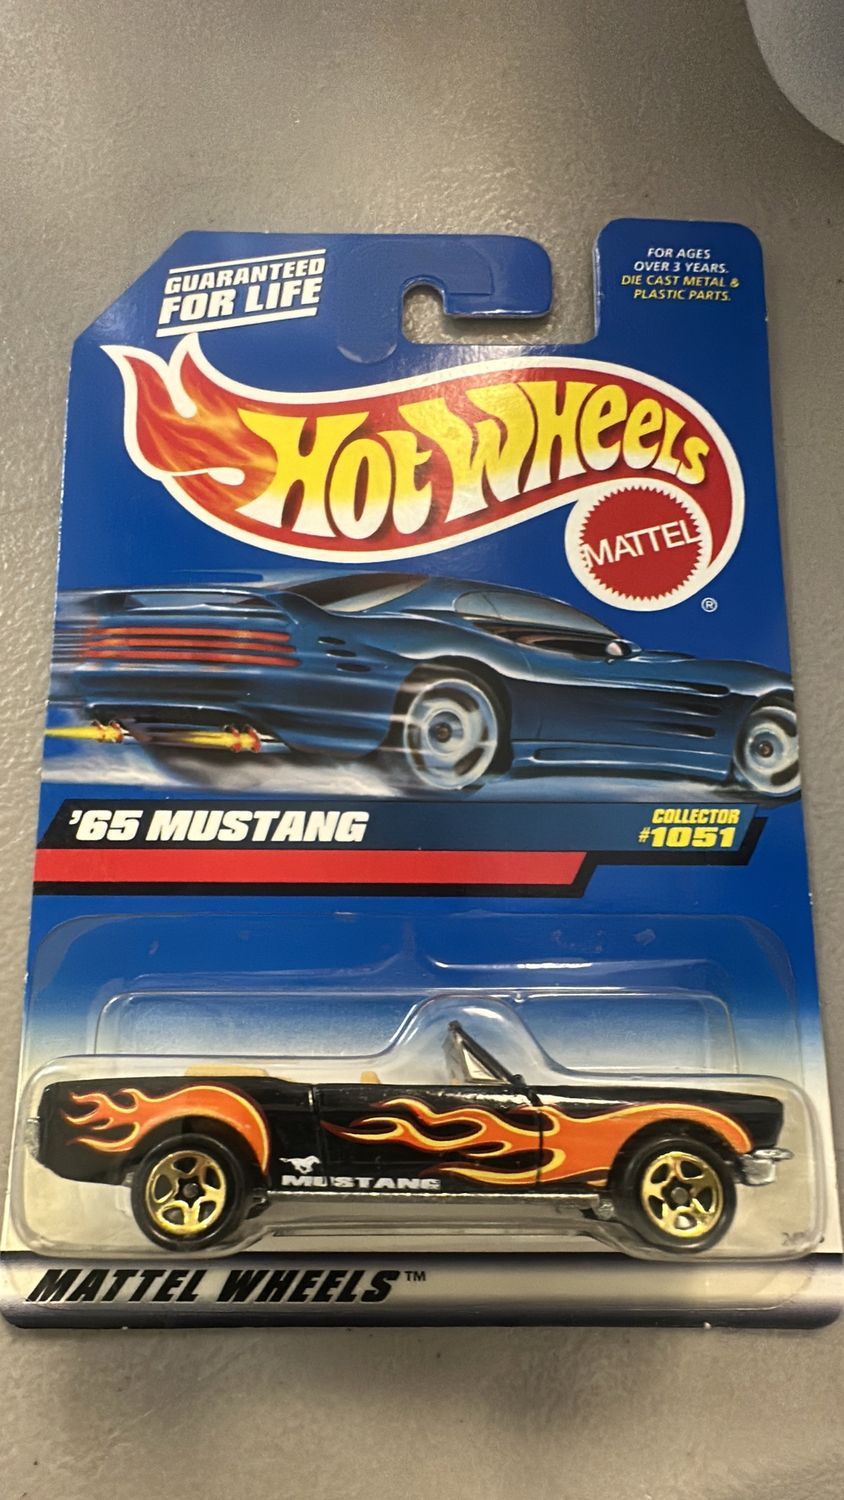 GUARANTEED
FOR LIFE
FOR AGES
OVER 3 YEARS.
DIE CAST METAL &
PLASTIC PARTS.
HOT WHEELS
MATTEL
®
'65 MUSTANG
COLLECTOR
#1051
MUSTANG
MATTEL WHEELS™